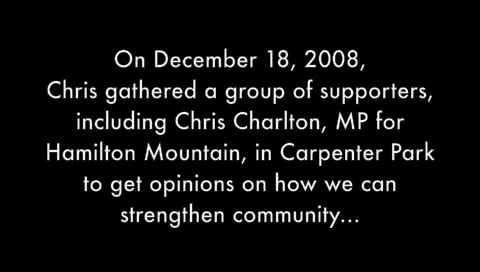 On December 18, 2008,
Chris gathered a group of supporters,
including Chris Charlton, MP for
Hamilton Mountain, in Carpenter Park
to get opinions on how we can
strengthen community...